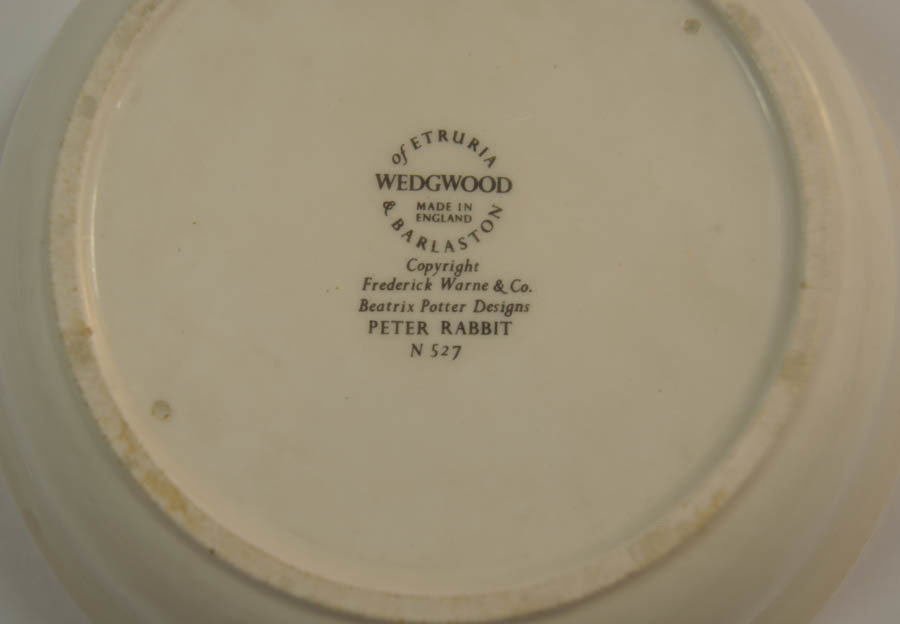 of ETRURIA
WEDGWOOD
MADE IN
ENGLAND
& BARLASTON
Copyright
Frederick Warne & Co.
Beatrix Potter Designs
PETER RABBIT
N 527